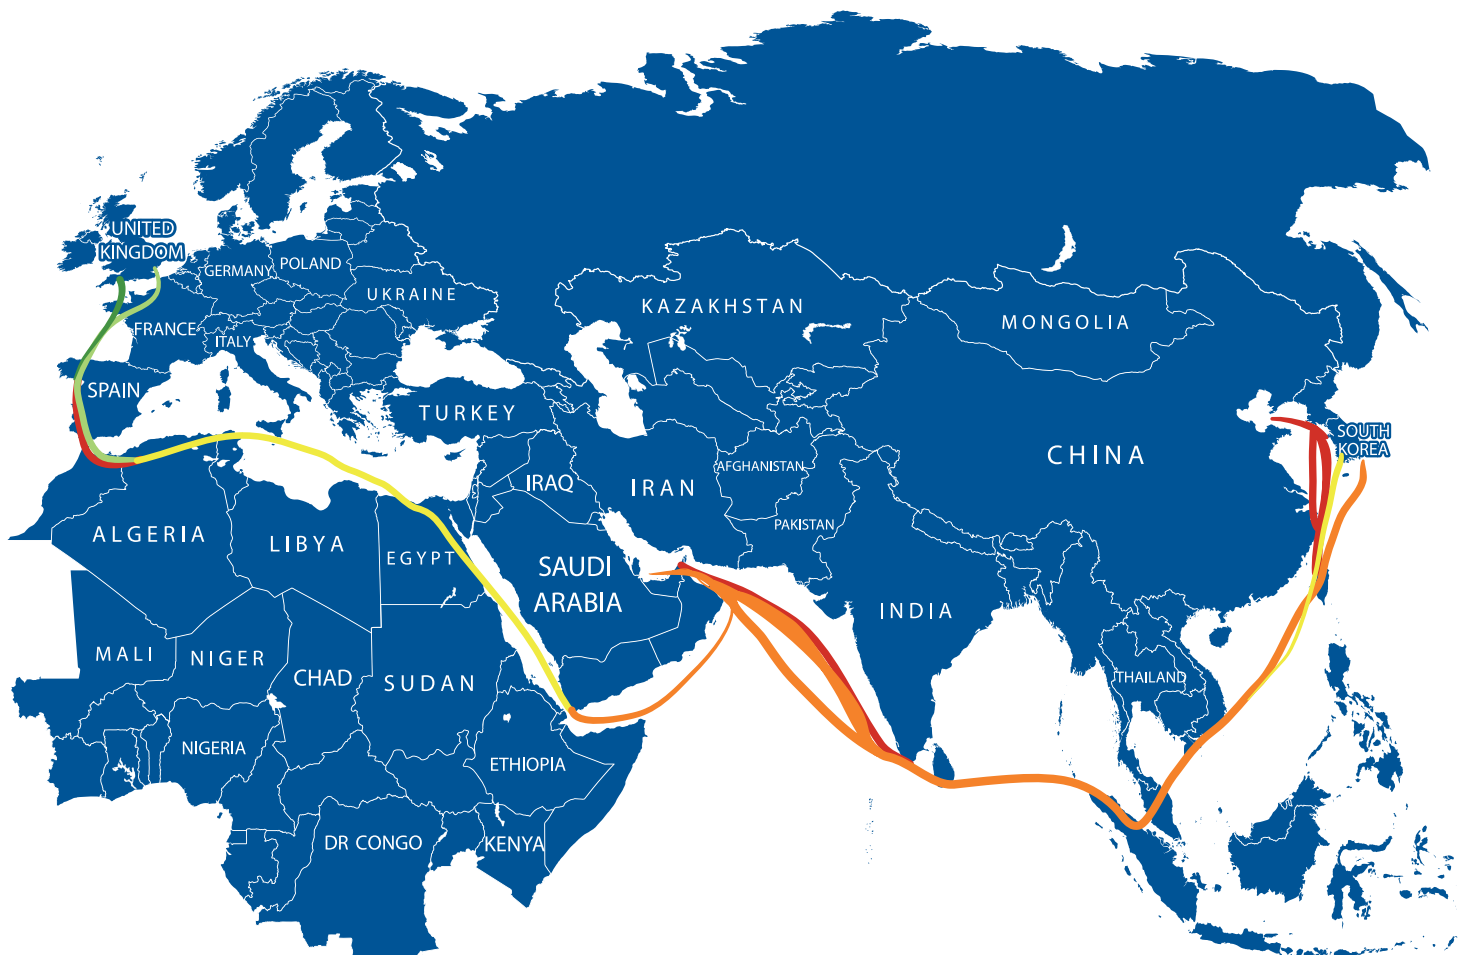 UNITED
KINGDOM
GERMANY
POLAND
UKRAINE
FRANCE
ITALY
SPAIN
TURKEY
KAZAKHSTAN
MONGOLIA
CHINA
SOUTH
KOREA
AFGHANISTAN
IRAQ
IRAN
PAKISTAN
ALGERIA
LIBYA
EGYPT
SAUDI
ARABIA
INDIA
MALI
NIGER
CHAD
SUDAN
THAILAND
NIGERIA
ETHIOPIA
DR CONGO
KENYA